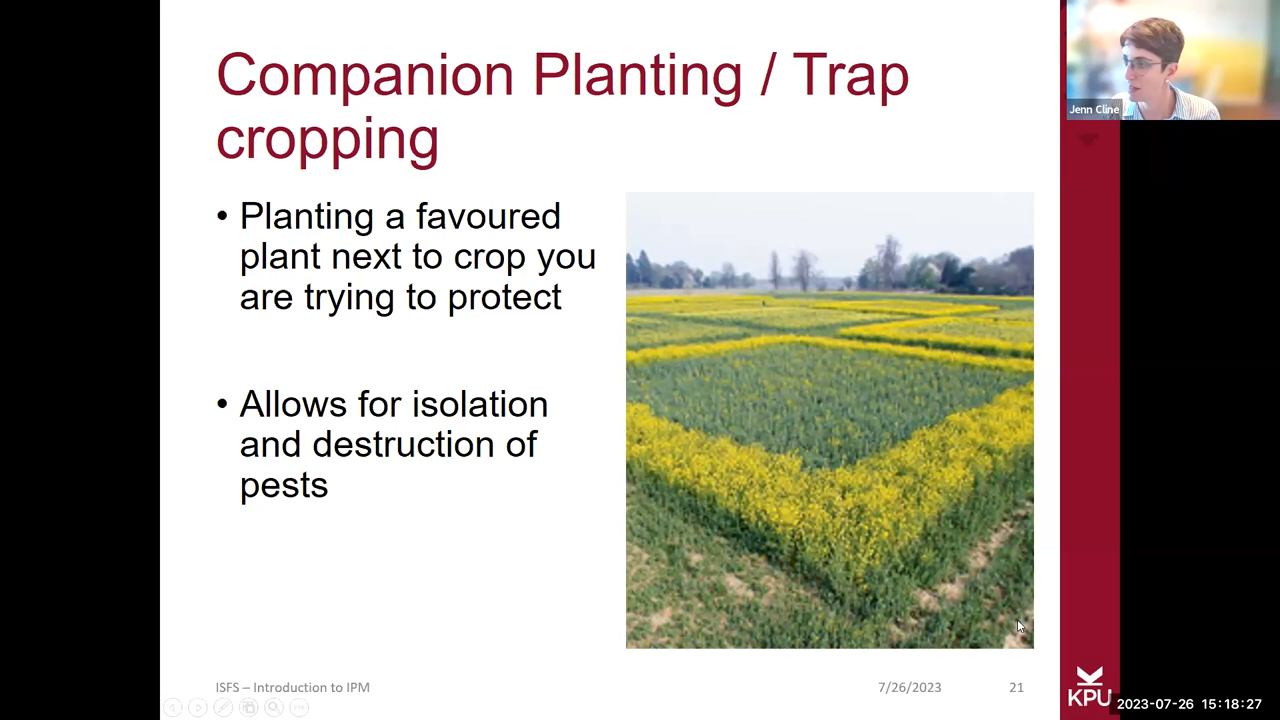 Companion Planting / Trap
cropping
Jenn Cline
• Planting a favoured
plant next to crop you
are trying to protect
• Allows for isolation
and destruction of
pests
ISFS – Introduction to IPM
7/26/2023
21
KPU
2023-07-26 15:18:27